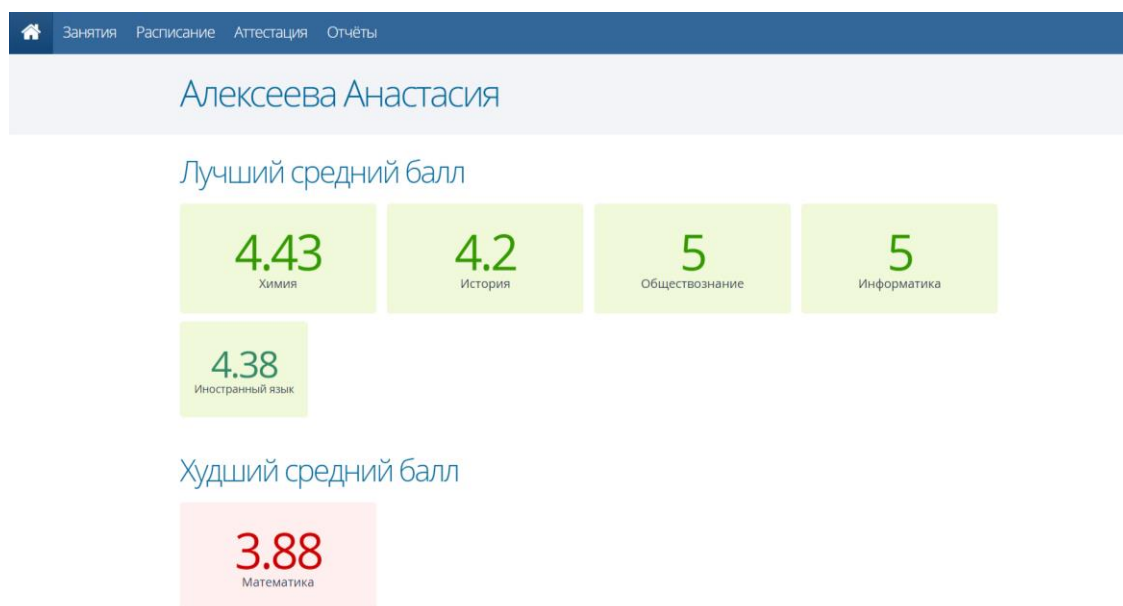 Занятия Расписание Аттестация Отчёты
Алексеева Анастасия
Лучший средний балл
4.43 4.2 5 5
Химия История Обществознание Информатика
4.38
Иностранный язык
Худший средний балл
3.88
Математика